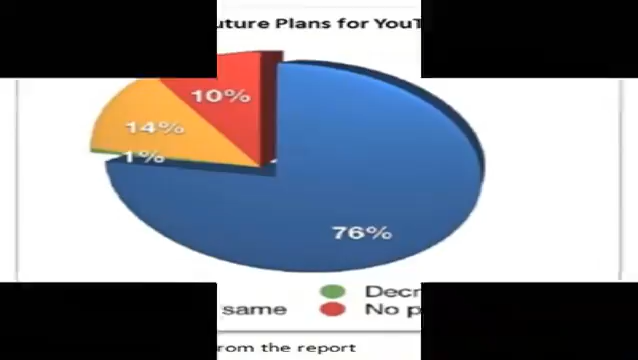 uture Plans for YouT
10%
14%
1%
76%
Decr
same
No p
rom the report